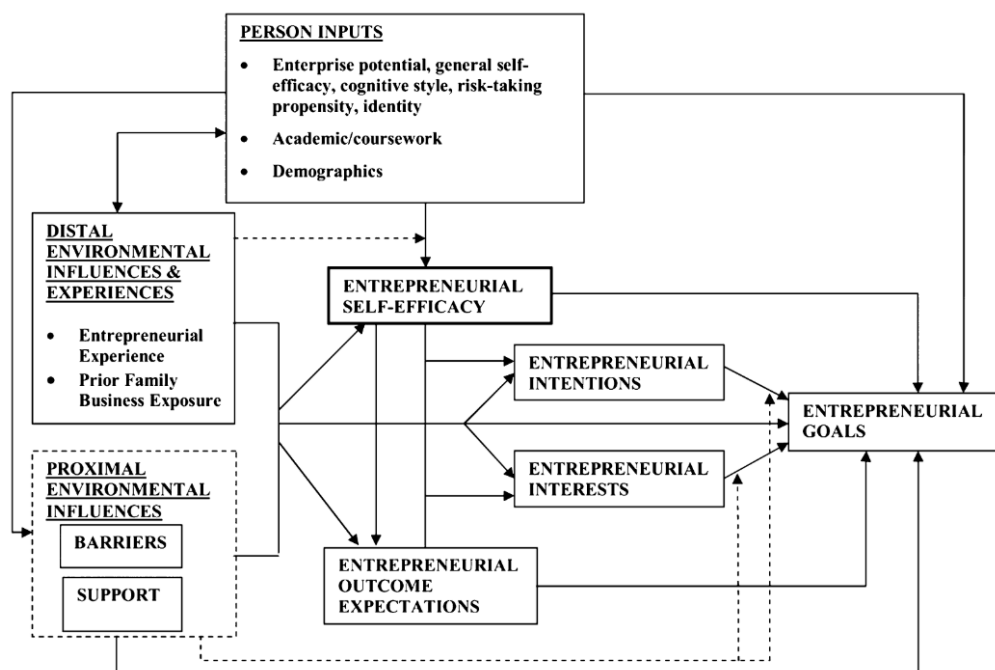 PERSON INPUTS
• Enterprise potential, general self-
efficacy, cognitive style, risk-taking
propensity, identity
• Academic/coursework
• Demographics
DISTAL
ENVIRONMENTAL
INFLUENCES &
EXPERIENCES
• Entrepreneurial
Experience
• Prior Family
Business Exposure
ENTREPRENEURIAL
SELF-EFFICACY
ENTREPRENEURIAL
INTENTIONS
ENTREPRENEURIAL
GOALS
ENTREPRENEURIAL
INTERESTS
PROXIMAL
ENVIRONMENTAL
INFLUENCES
BARRIERS
SUPPORT
ENTREPRENEURIAL
OUTCOME
EXPECTATIONS